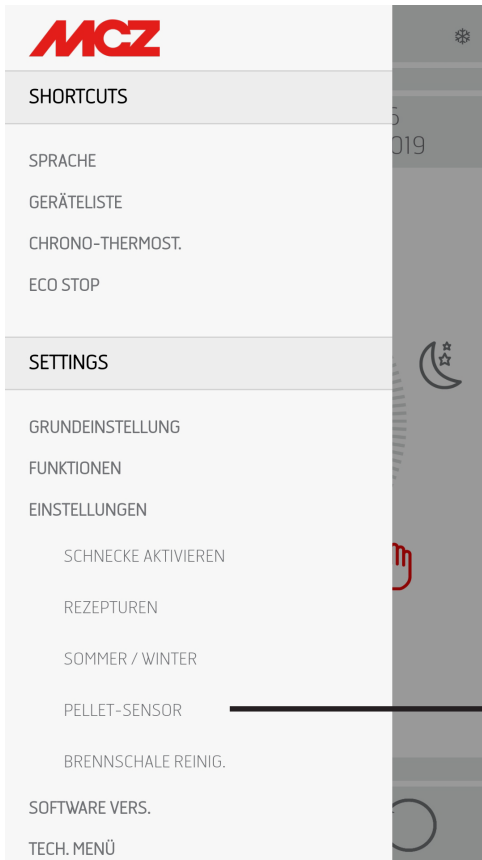 MCZ
SHORTCUTS
SPRACHE
GERÄTELISTE
CHRONO-THERMOST.
ECO STOP
SETTINGS
GRUNDEINSTELLUNG
FUNKTIONEN
EINSTELLUNGEN
SCHNECKE AKTIVIEREN
REZEPTUREN
SOMMER / WINTER
PELLET-SENSOR
BRENNSCHALE REINIG.
SOFTWARE VERS.
TECH. MENÜ
019